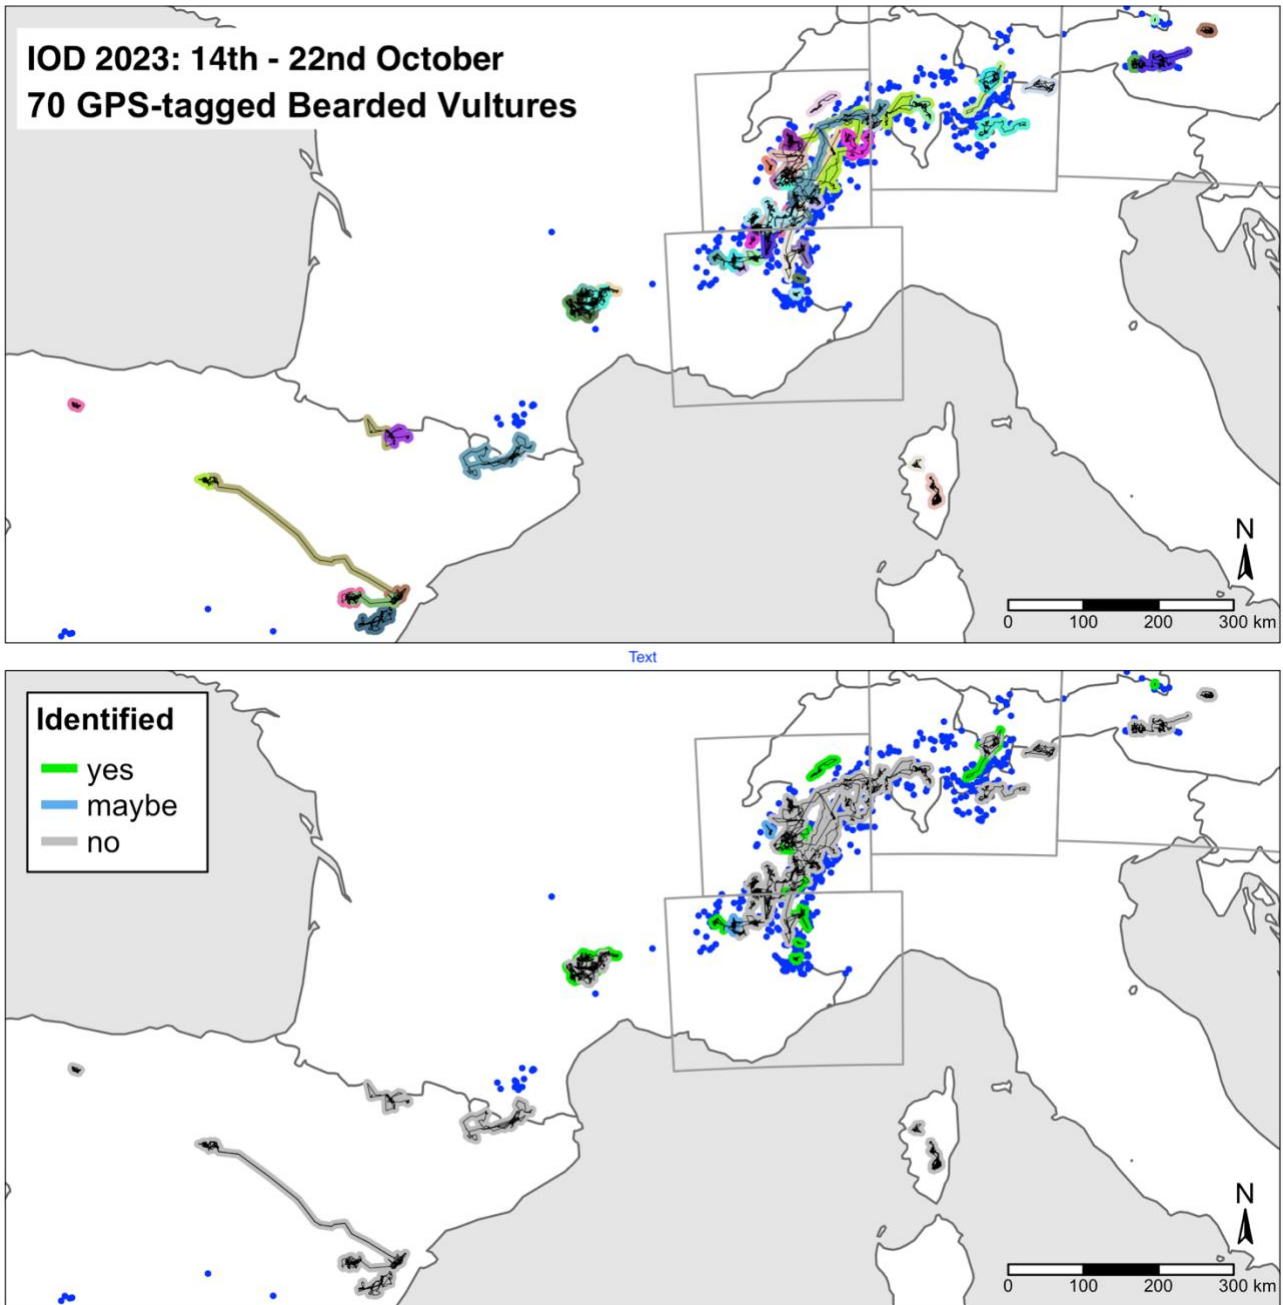 IOD 2023: 14th - 22nd October
70 GPS-tagged Bearded Vultures
N
0 100 200 300 km
Text
Identified
yes
maybe
no
N
0 100 200 300 km